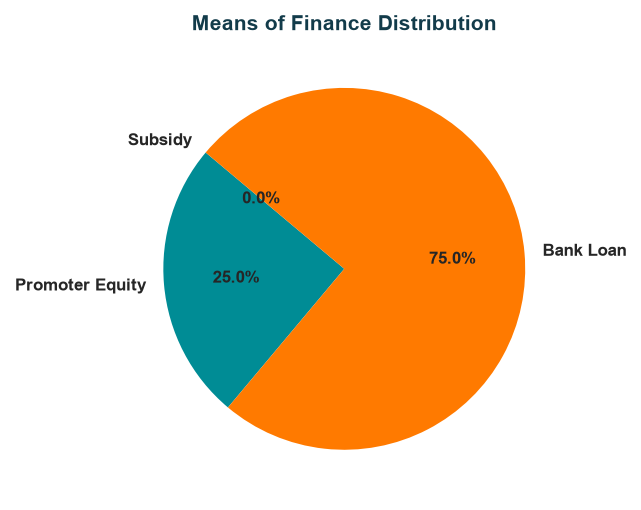 Means of Finance Distribution
Subsidy
0.0%
Bank Loan
75.0%
Promoter Equity
25.0%